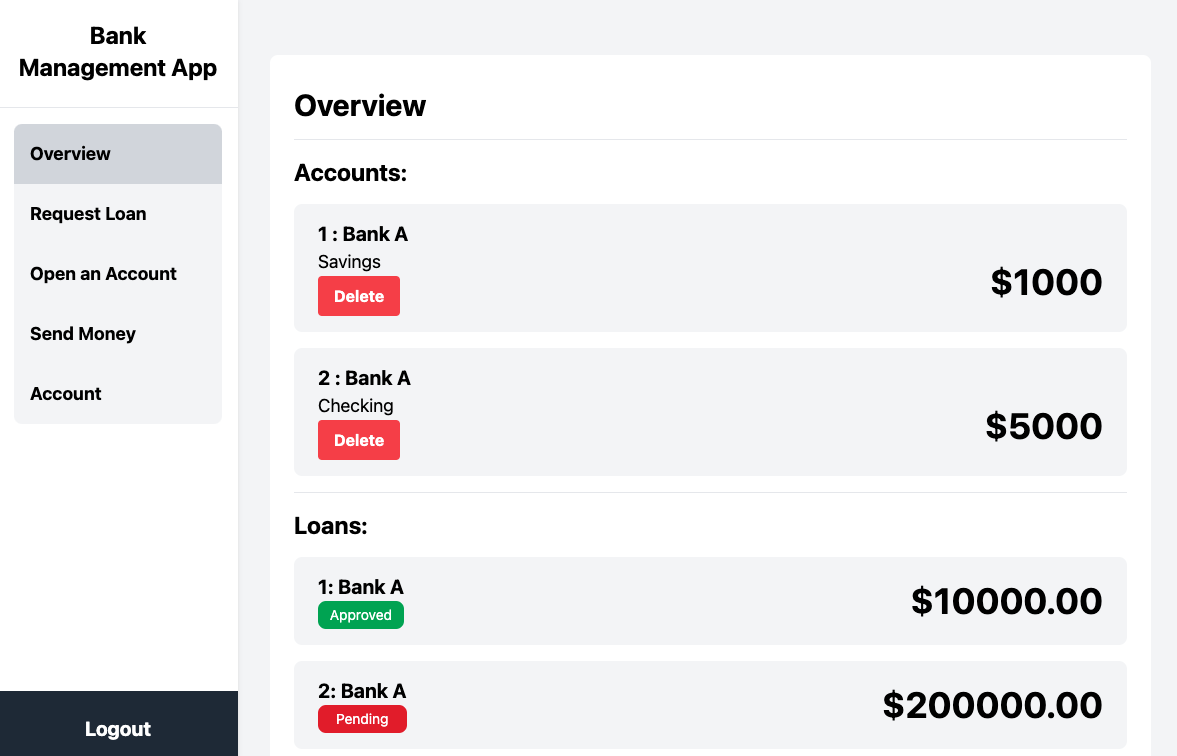 Bank
Management App
Overview
Request Loan
Open an Account
Send Money
Account
Logout
Overview
Accounts:
1 : Bank A
Savings
Delete
$1000
2 : Bank A
Checking
Delete
$5000
Loans:
1: Bank A
Approved
$10000.00
2: Bank A
Pending
$200000.00